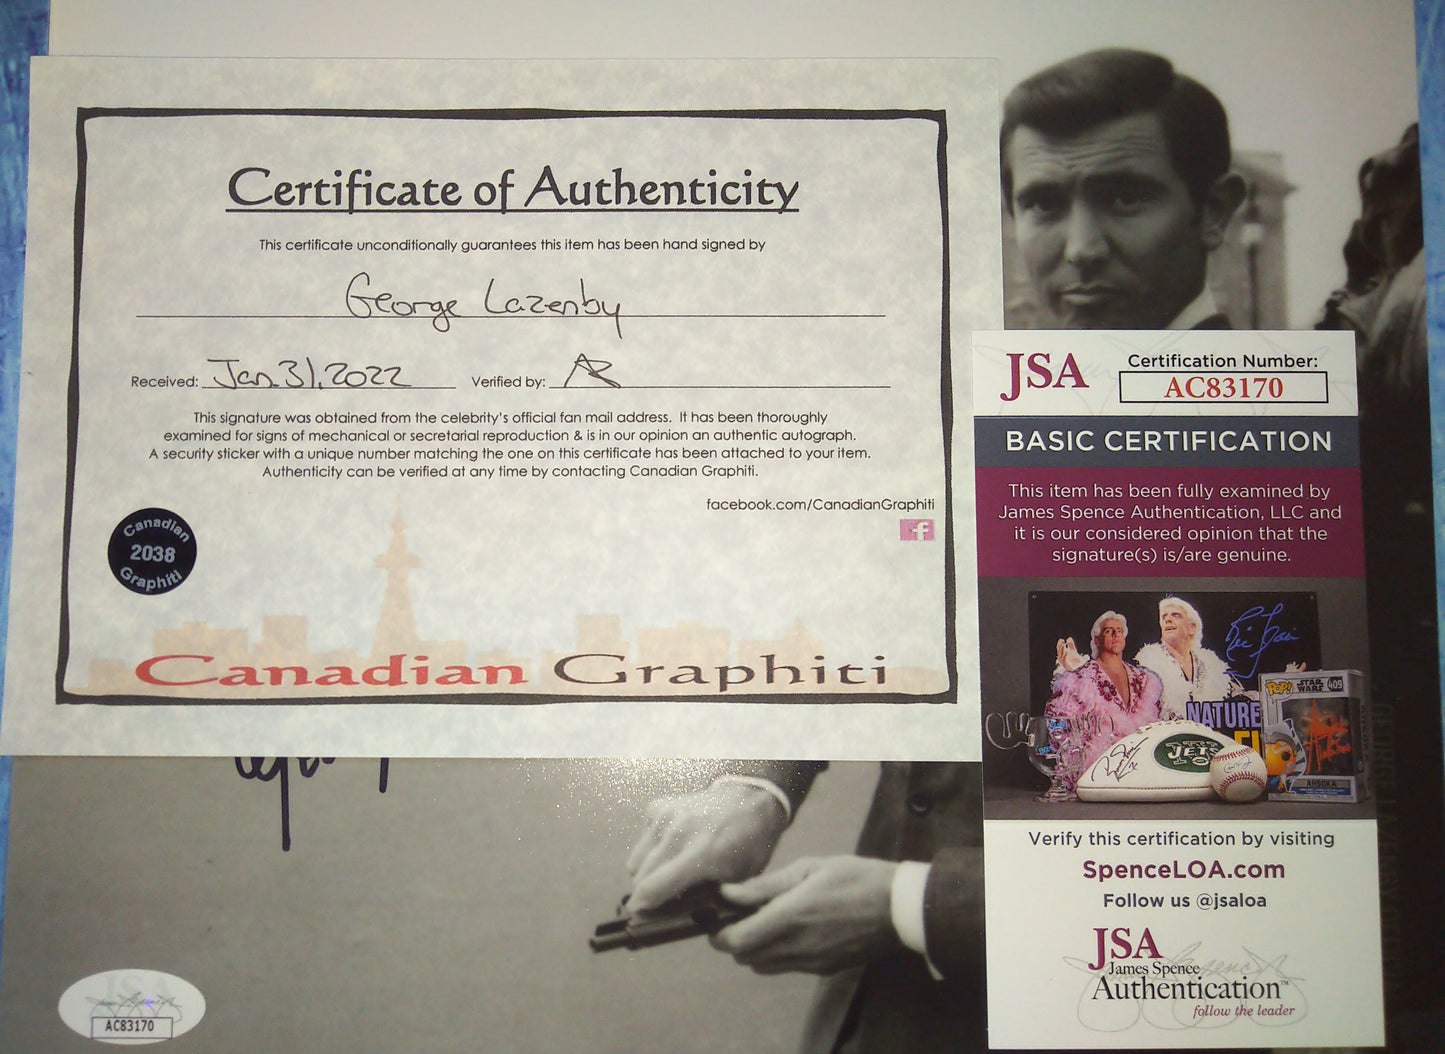 Certificate of Authenticity
This certificate unconditionally guarantees this item has been hand signed by
George Lazenby
Received: Jan. 31, 2022 Verified by: AR
This signature was obtained from the celebrity's official fan mail address. It has been thoroughly
examined for signs of mechanical or secretarial reproduction & is in our opinion an authentic autograph.
A security sticker with a unique number matching the one on this certificate has been attached to your item.
Authenticity can be verified at any time by contacting Canadian Graphiti.
facebook.com/CanadianGraphiti
f
Canadian
2038
Graphiti
Canadian Graphiti
JSA
Certification Number:
AC83170
BASIC CERTIFICATION
This item has been fully examined by
James Spence Authentication, LLC and
it is our considered opinion that the
signature(s) is/are genuine.
NATURE
JETS
POP!
STAR WARS
409
AHSOKA
Verify this certification by visiting
SpenceLOA.com
Follow us @jsaloa
JSA
James Spence
Authentication™
follow the leader
JSA
AC83170